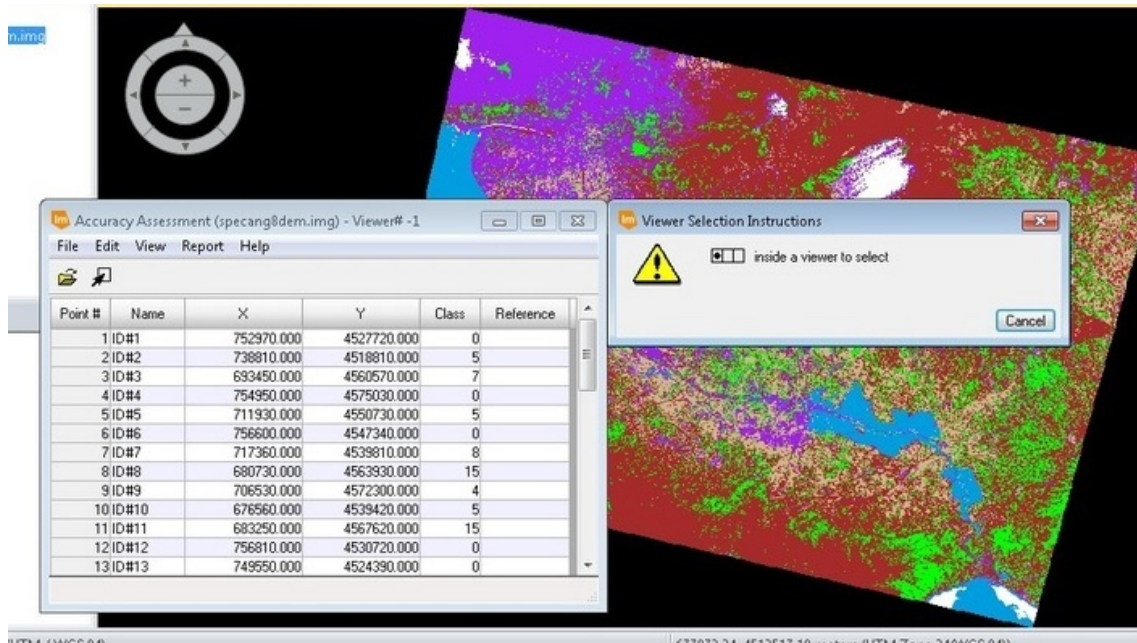 m.img
Accuracy Assessment (specang8dem.img) - Viewer# -1
File Edit View Report Help
Point # Name X Y Class Reference
1 ID#1 752970.000 4527720.000 0
2 ID#2 738810.000 4518810.000 5
3 ID#3 693450.000 4560570.000 7
4 ID#4 754950.000 4575030.000 0
5 ID#5 711930.000 4550730.000 5
6 ID#6 756600.000 4547340.000 0
7 ID#7 717360.000 4539810.000 8
8 ID#8 680730.000 4563930.000 15
9 ID#9 706530.000 4572300.000 4
10 ID#10 676560.000 4539420.000 5
11 ID#11 683250.000 4567620.000 15
12 ID#12 756810.000 4530720.000 0
13 ID#13 749550.000 4524390.000 0
Im Viewer Selection Instructions
inside a viewer to select
Cancel